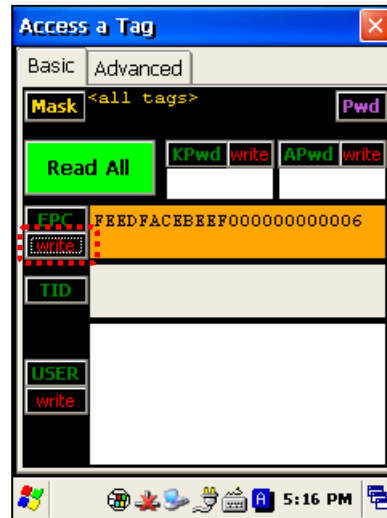 Access a Tag
Basic Advanced
Mask <all tags> Pwd
Read All KPwd write APwd write
EPC FEEDFACEBEEF000000000006
write
TID
USER
write
A 5:16 PM